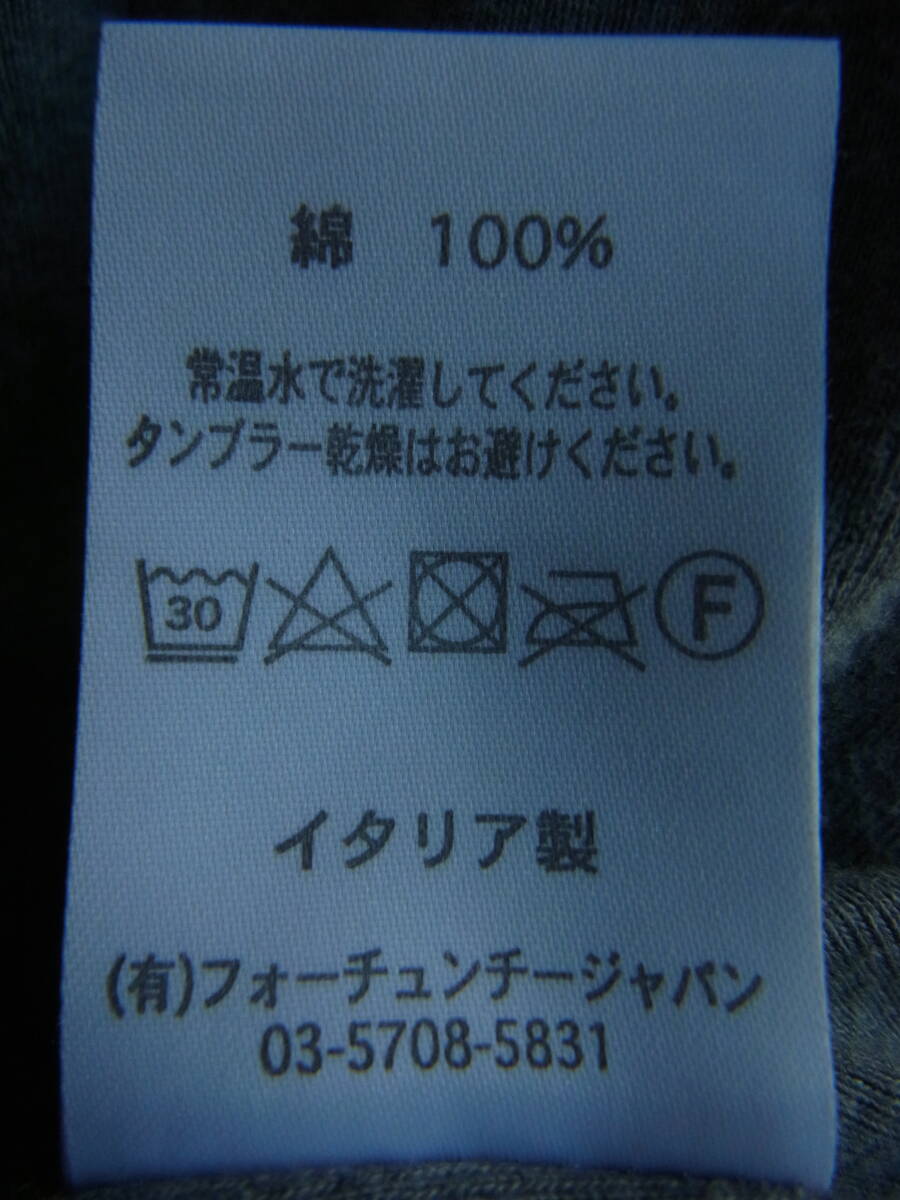 綿 100%
常温水で洗濯してください。
タンブラー乾燥はお避けください。
30 F
イタリア製
(有)フォーチュンチージャパン
03-5708-5831